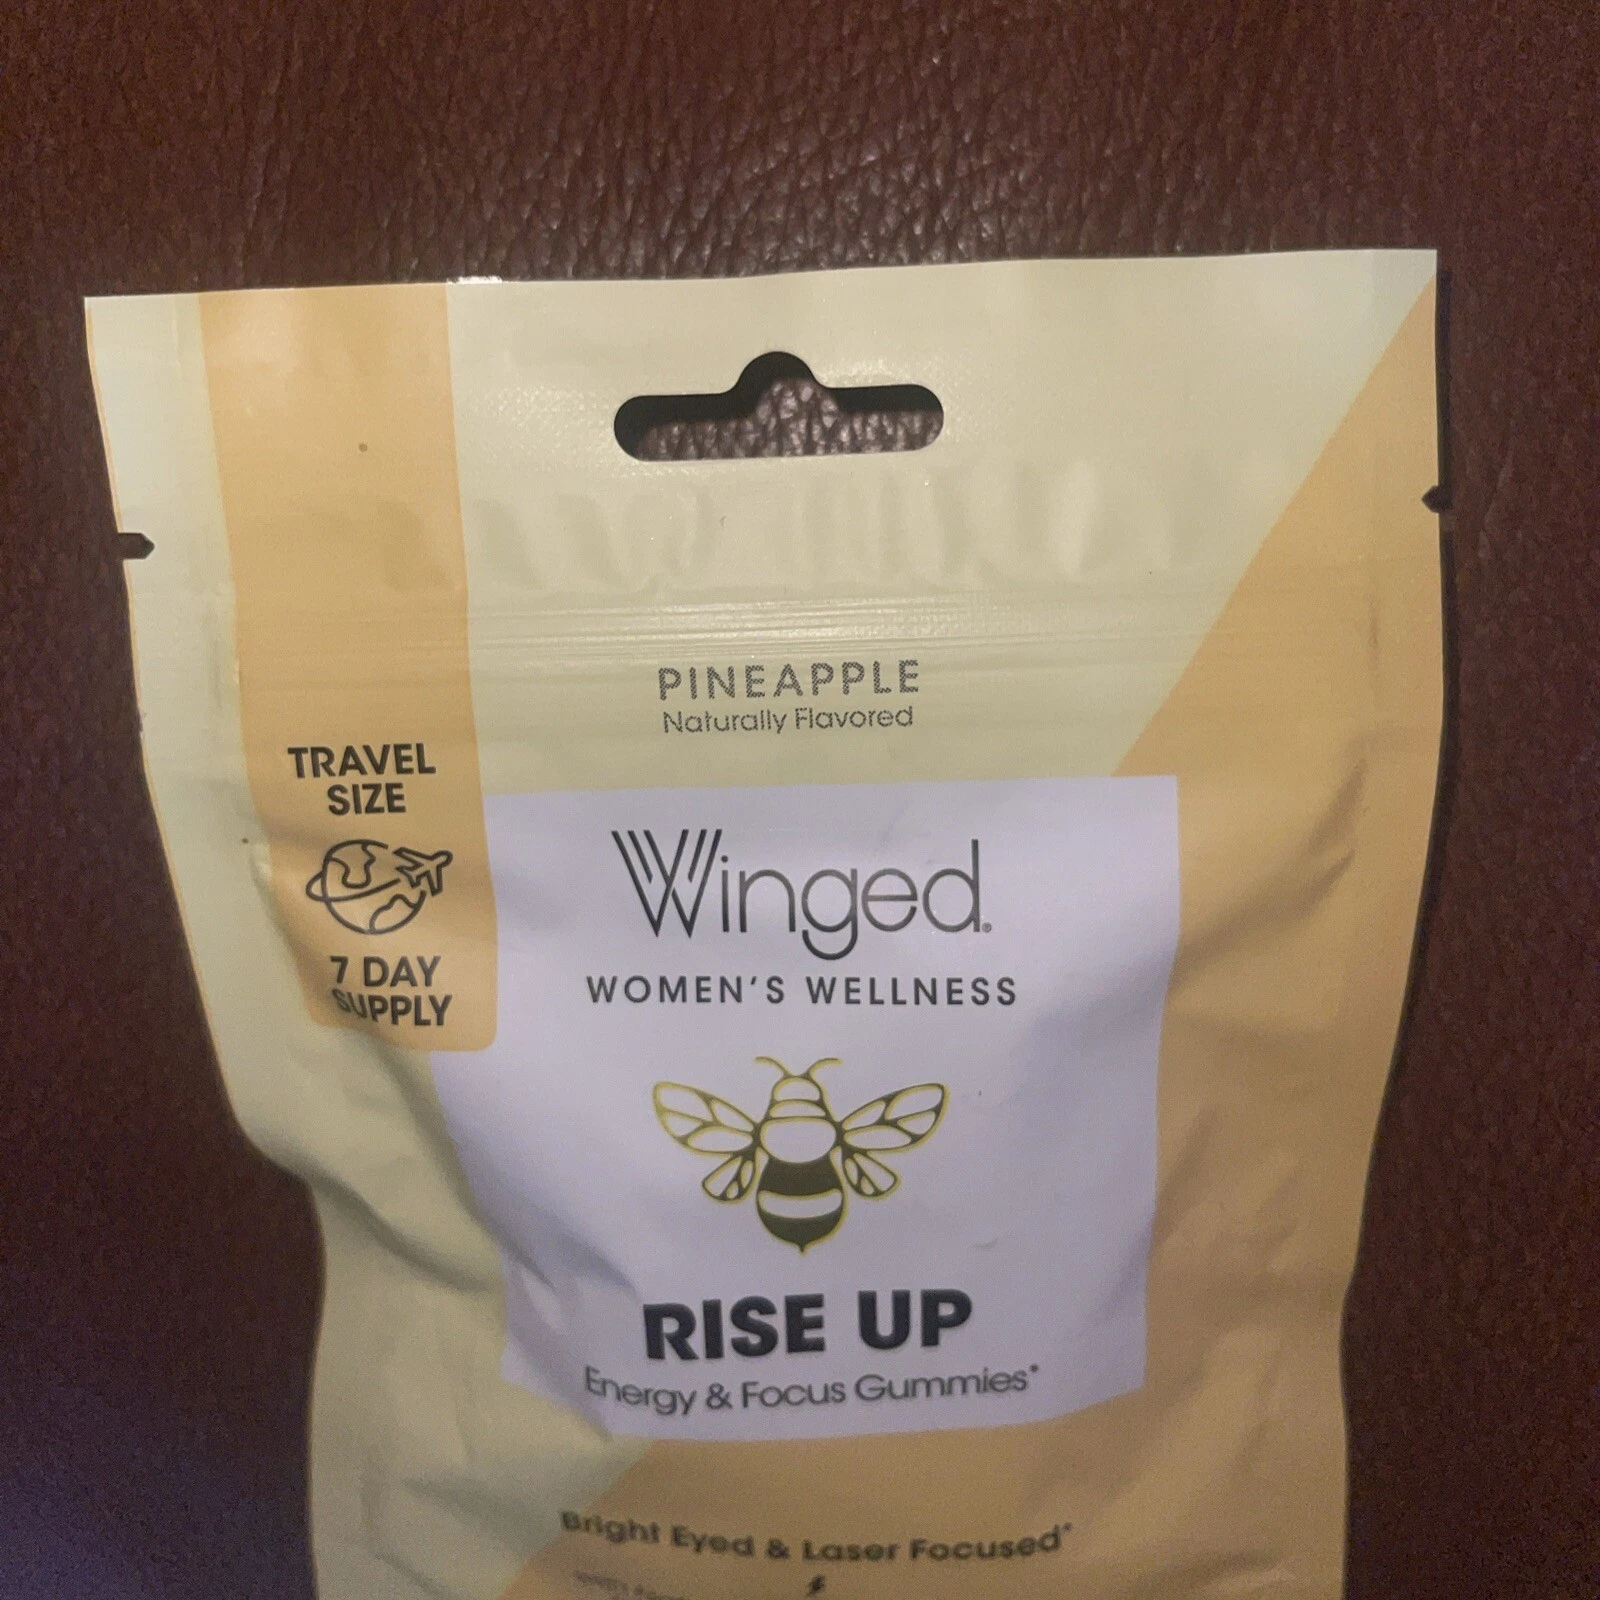 PINEAPPLE
Naturally Flavored
TRAVEL
SIZE
7 DAY
SUPPLY
Winged®
WOMEN'S WELLNESS
RISE UP
Energy & Focus Gummies*
Bright Eyed & Laser Focused*